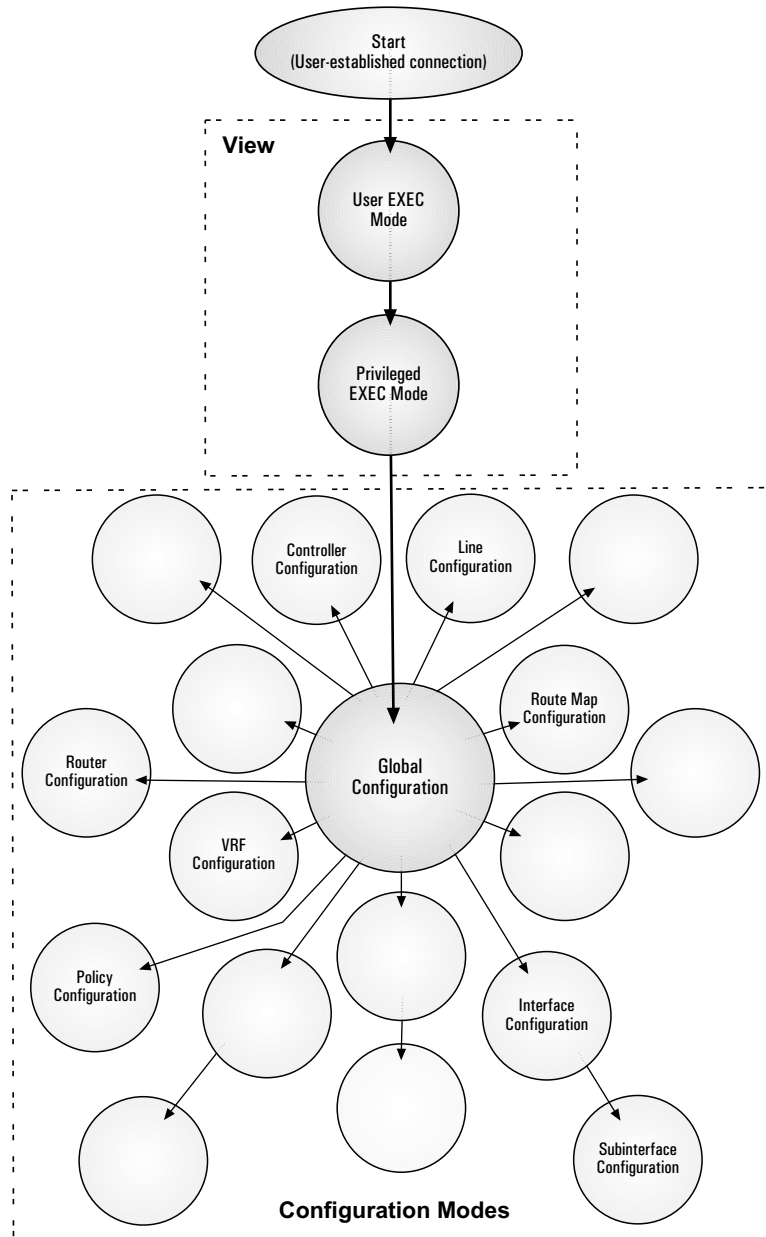 Start
(User-established connection)
View
User EXEC
Mode
Privileged
EXEC Mode
Controller
Configuration
Line
Configuration
Route Map
Configuration
Router
Configuration
Global
Configuration
VRF
Configuration
Policy
Configuration
Interface
Configuration
Subinterface
Configuration
Configuration Modes